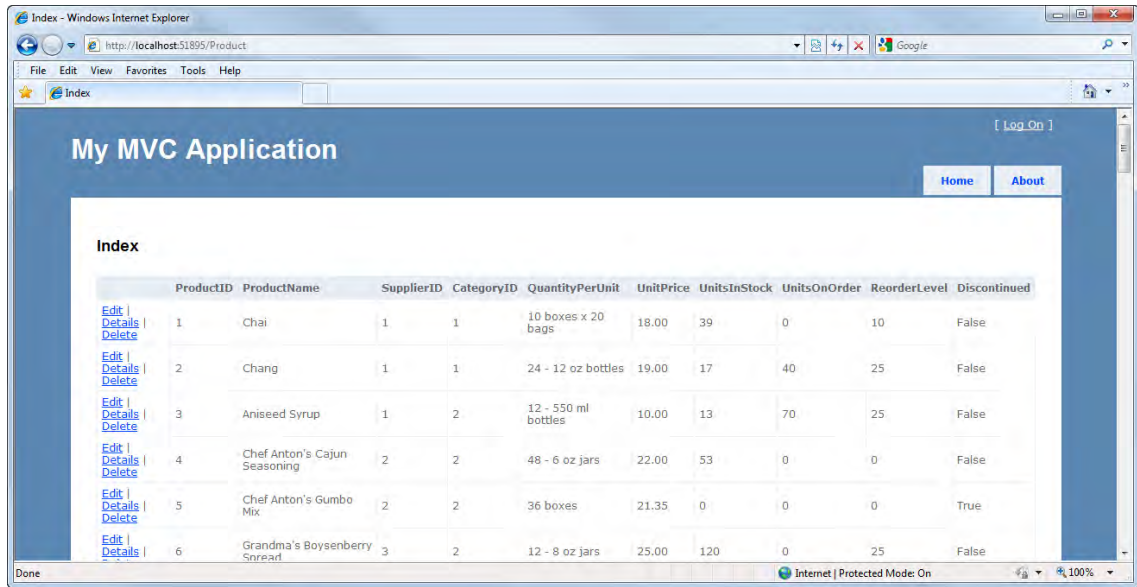 Index - Windows Internet Explorer
http://localhost:51895/Product
Google
File Edit View Favorites Tools Help
Index
[ Log On ]
My MVC Application
Home About
Index
ProductID ProductName SupplierID CategoryID QuantityPerUnit UnitPrice UnitsInStock UnitsOnOrder ReorderLevel Discontinued
Edit |
Details |
Delete
1 Chai 1 1 10 boxes x 20
bags
18.00 39 0 10 False
Edit |
Details |
Delete
2 Chang 1 1 24 - 12 oz bottles 19.00 17 40 25 False
Edit |
Details |
Delete
3 Aniseed Syrup 1 2 12 - 550 ml
bottles
10.00 13 70 25 False
Edit |
Details |
Delete
4 Chef Anton's Cajun
Seasoning
2 2 48 - 6 oz jars 22.00 53 0 0 False
Edit |
Details |
Delete
5 Chef Anton's Gumbo
Mix
2 2 36 boxes 21.35 0 0 0 True
Edit |
Details |
6 Grandma's Boysenberry
Spread
3 2 12 - 8 oz jars 25.00 120 0 25 False
Done
Internet | Protected Mode: On
100%